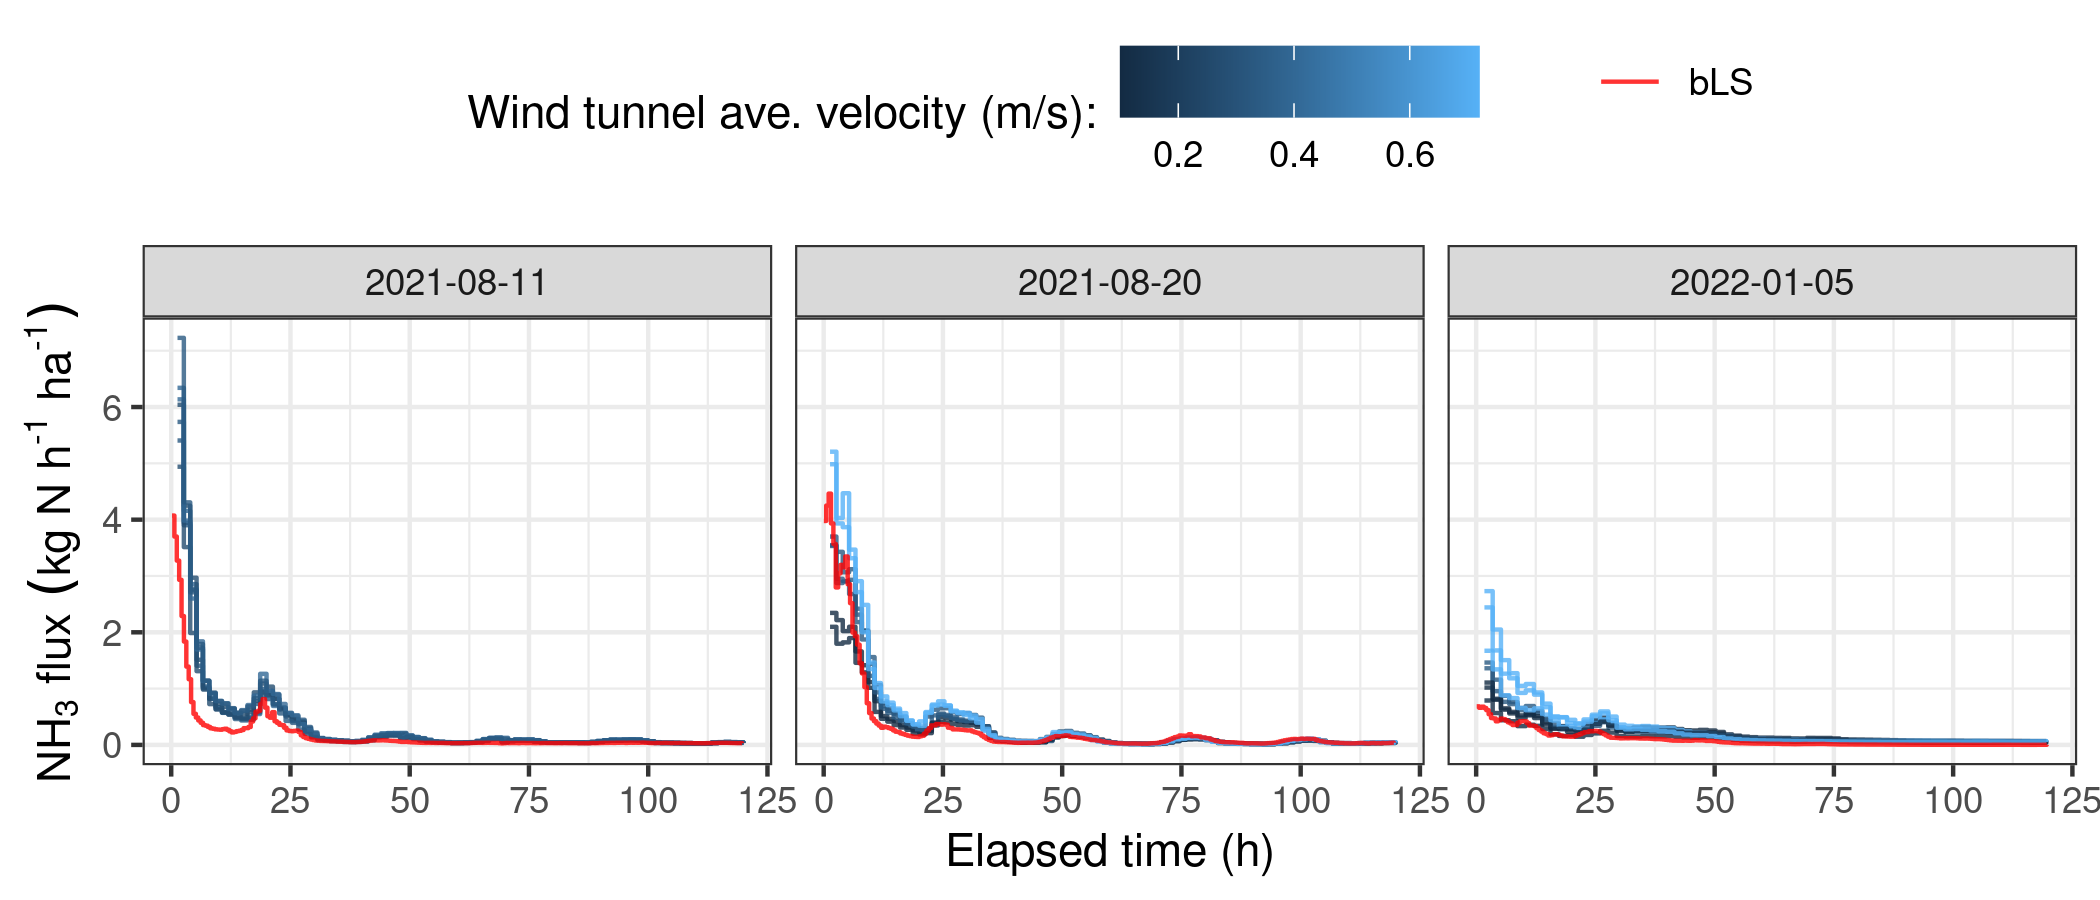 Wind tunnel ave. velocity (m/s):
0.2 0.4 0.6
bLS
2021-08-11 2021-08-20 2022-01-05
NH₃ flux (kg N h⁻¹ ha⁻¹)
6
4
2
0
0 25 50 75 100 125 0 25 50 75 100 125 0 25 50 75 100 125
Elapsed time (h)